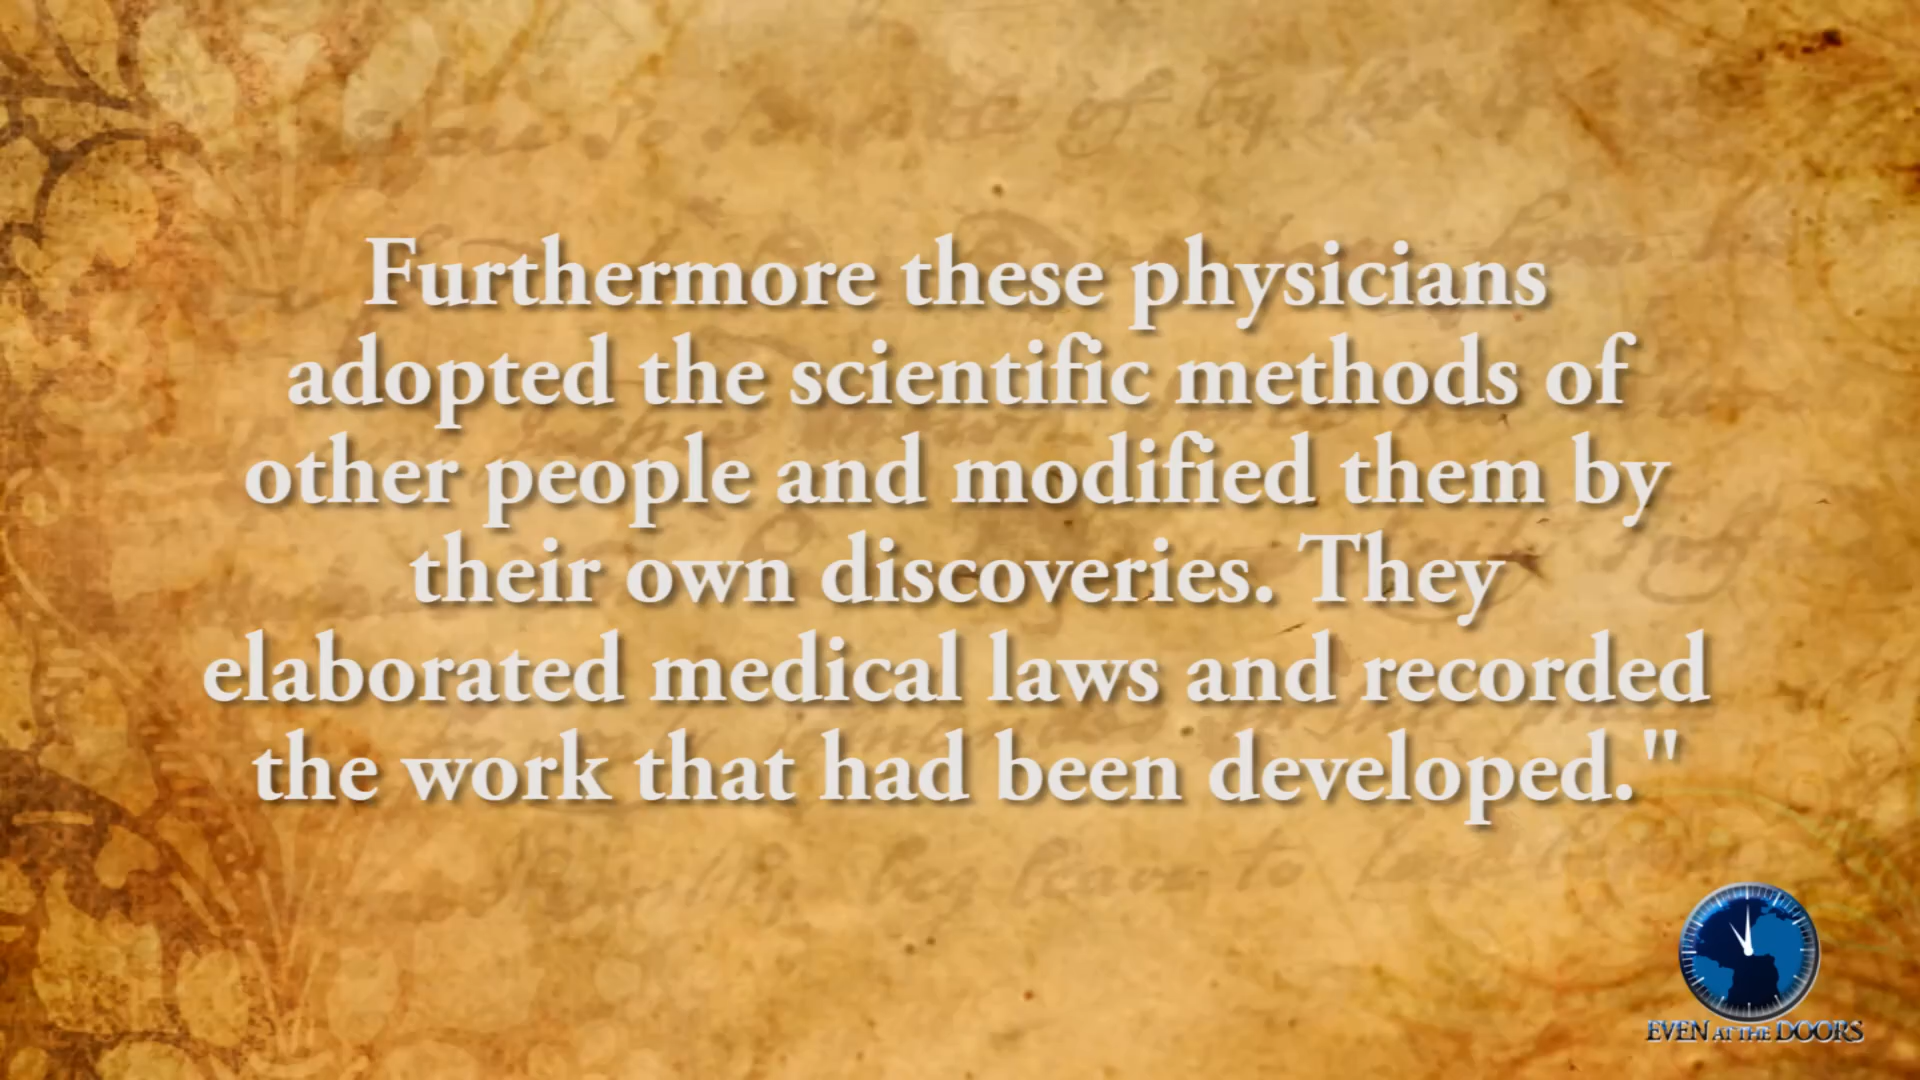 Furthermore these physicians
adopted the scientific methods of
other people and modified them by
their own discoveries. They
elaborated medical laws and recorded
the work that had been developed."
EVEN AT THE DOORS